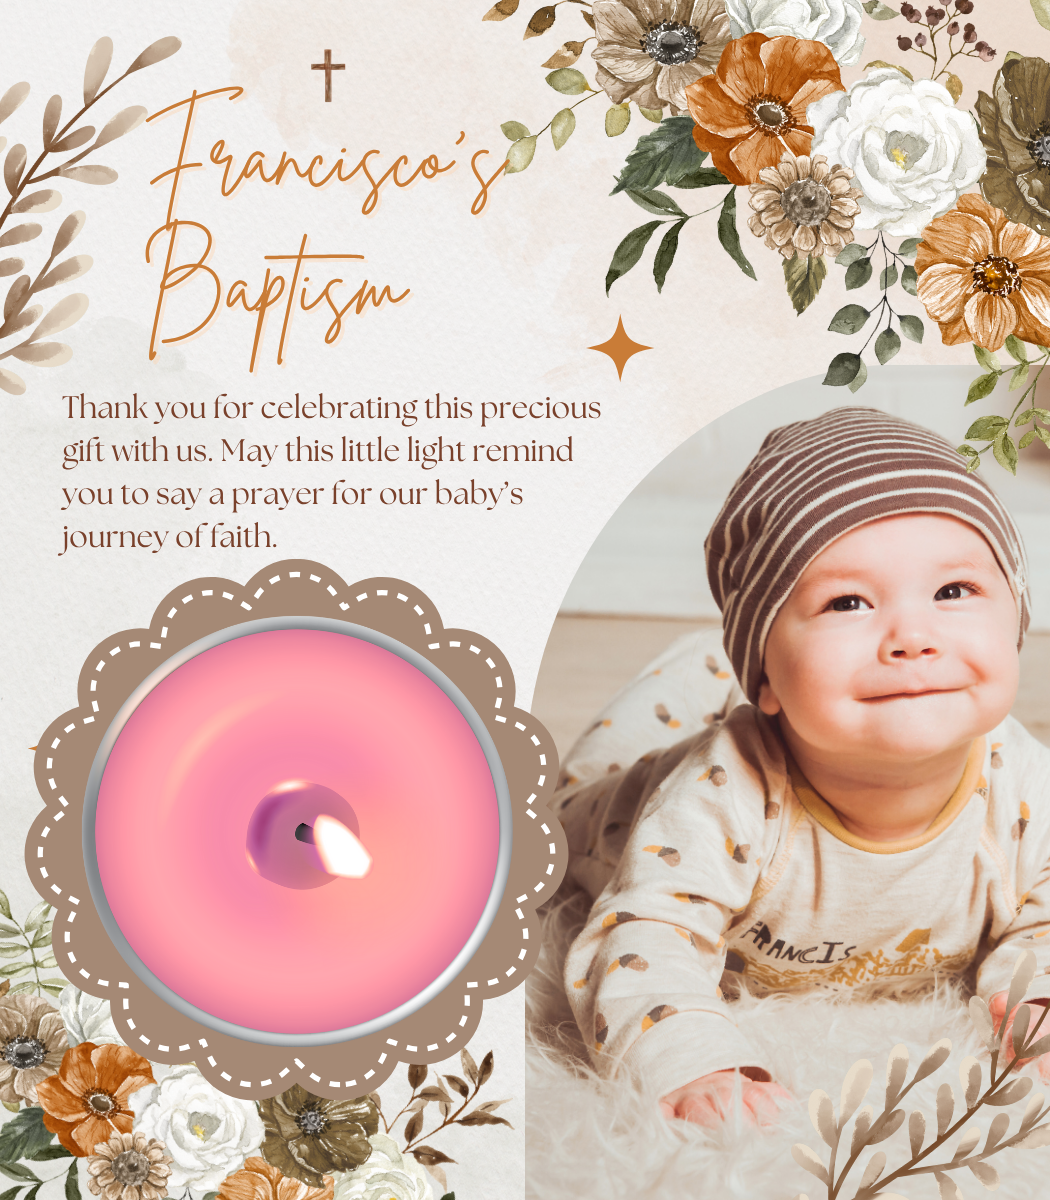 Francisco's
Baptism
Thank you for celebrating this precious
gift with us. May this little light remind
you to say a prayer for our baby's
journey of faith.
FRANCIS